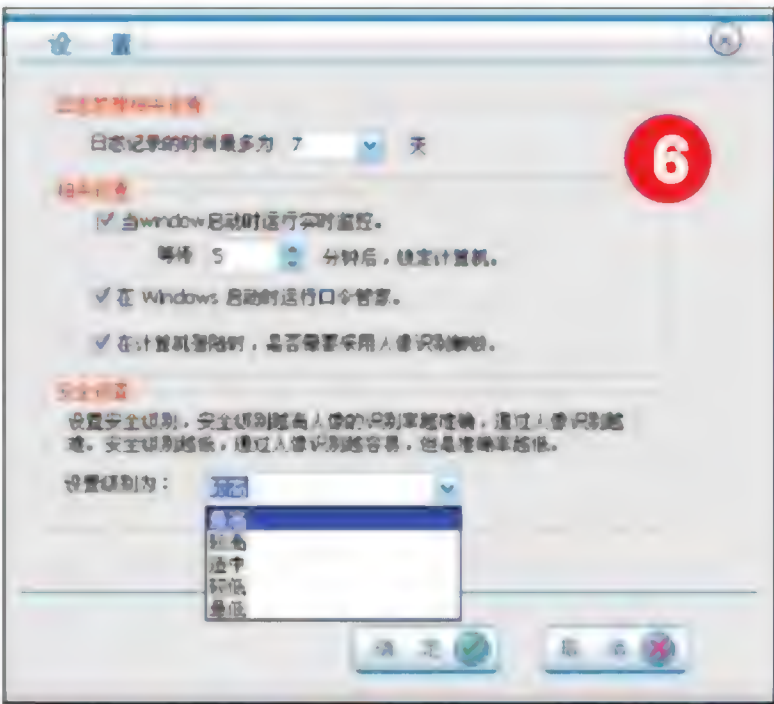 设 置
6
日志记录的时间最多为 7 天
当window启动时运行实时监控。
等待 5 分钟后，锁定计算机。
在 Windows 启动时运行口令管家。
在计算机登陆时，是否需要采用人像识别解锁。
安全设置
设置安全级别，安全级别越高人像的识别率越准确，通过人像识别越
难。安全级别越低，通过人像识别越容易，但是准确率越低。
设置级别为： 最高
最高
较高
适中
较低
最低
确 定
取 消